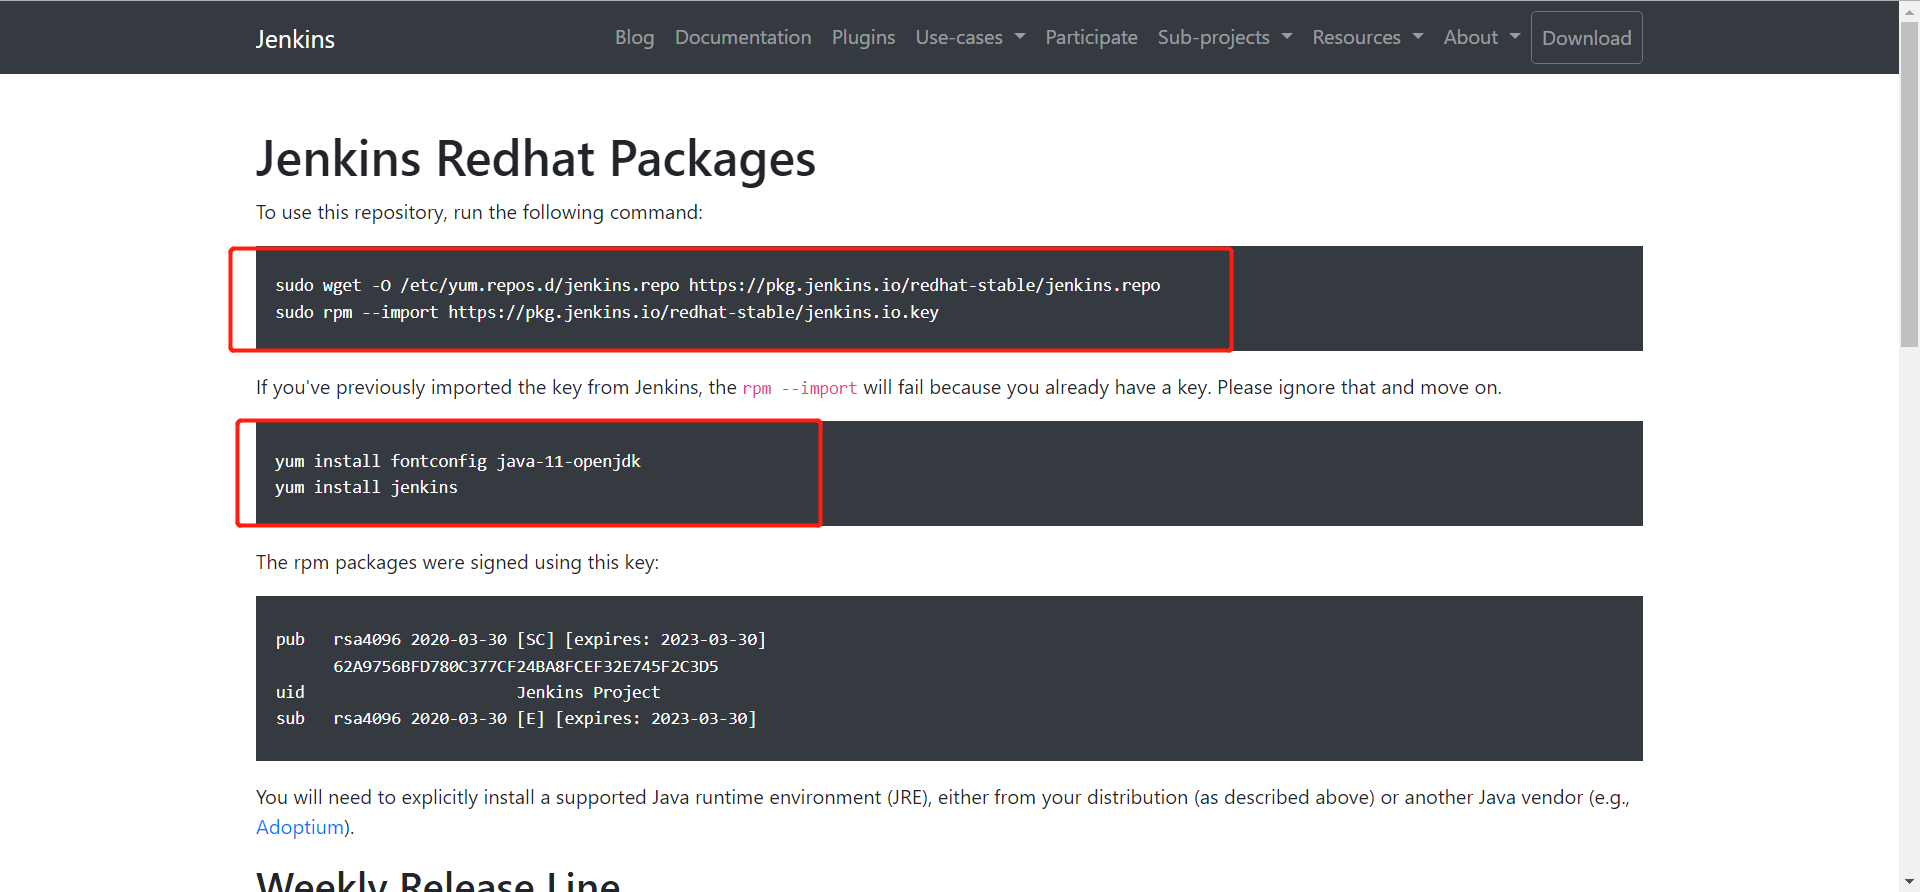 Jenkins Blog Documentation Plugins Use-cases Participate Sub-projects Resources About Download
Jenkins Redhat Packages
To use this repository, run the following command:
sudo wget -O /etc/yum.repos.d/jenkins.repo https://pkg.jenkins.io/redhat-stable/jenkins.repo
sudo rpm --import https://pkg.jenkins.io/redhat-stable/jenkins.io.key
If you've previously imported the key from Jenkins, the rpm --import will fail because you already have a key. Please ignore that and move on.
yum install fontconfig java-11-openjdk
yum install jenkins
The rpm packages were signed using this key:
pub   rsa4096 2020-03-30 [SC] [expires: 2023-03-30]
      62A9756BFD780C377CF24BA8FCEF32E745F2C3D5
uid                      Jenkins Project
sub   rsa4096 2020-03-30 [E] [expires: 2023-03-30]
You will need to explicitly install a supported Java runtime environment (JRE), either from your distribution (as described above) or another Java vendor (e.g.,
Adoptium).
Weekly Release Line